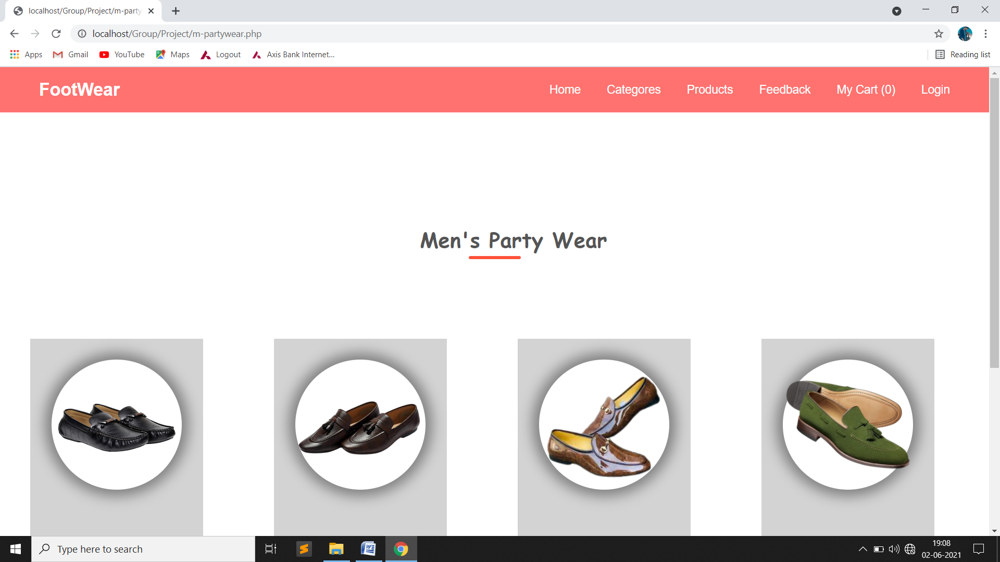 localhost/Group/Project/m-party
localhost/Group/Project/m-partywear.php
Apps Gmail YouTube Maps Logout Axis Bank Internet... Reading list
FootWear Home Categores Products Feedback My Cart (0) Login
Men's Party Wear
Type here to search
19:08
02-06-2021